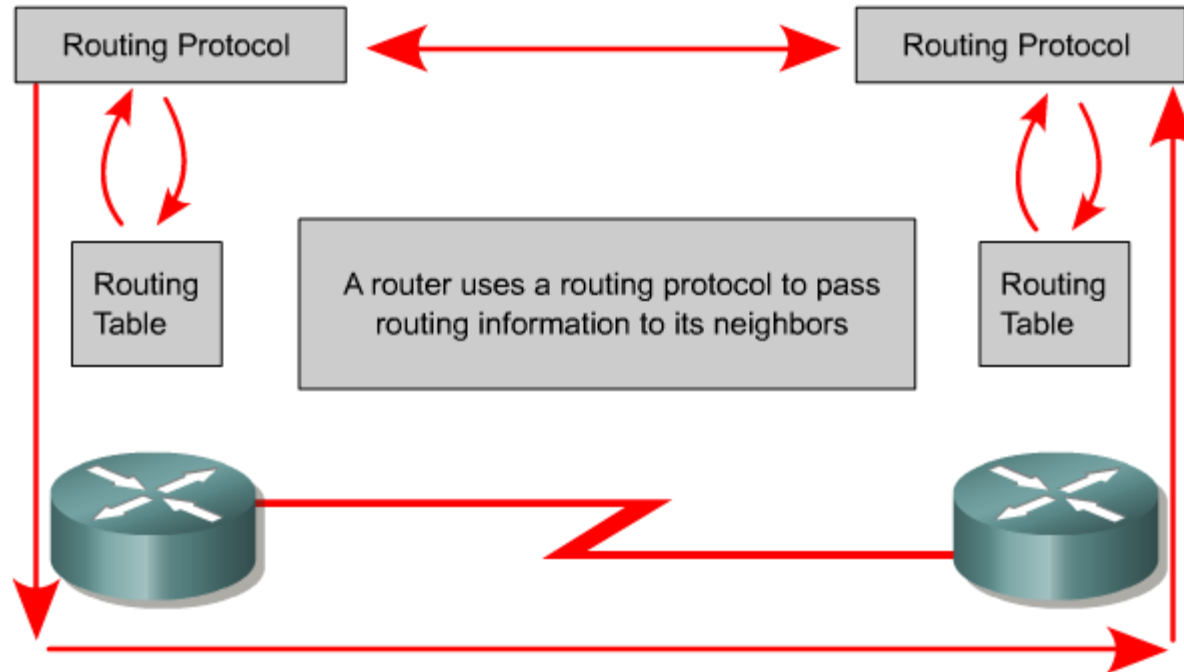 Routing Protocol
Routing Protocol
Routing
Table
A router uses a routing protocol to pass
routing information to its neighbors
Routing
Table